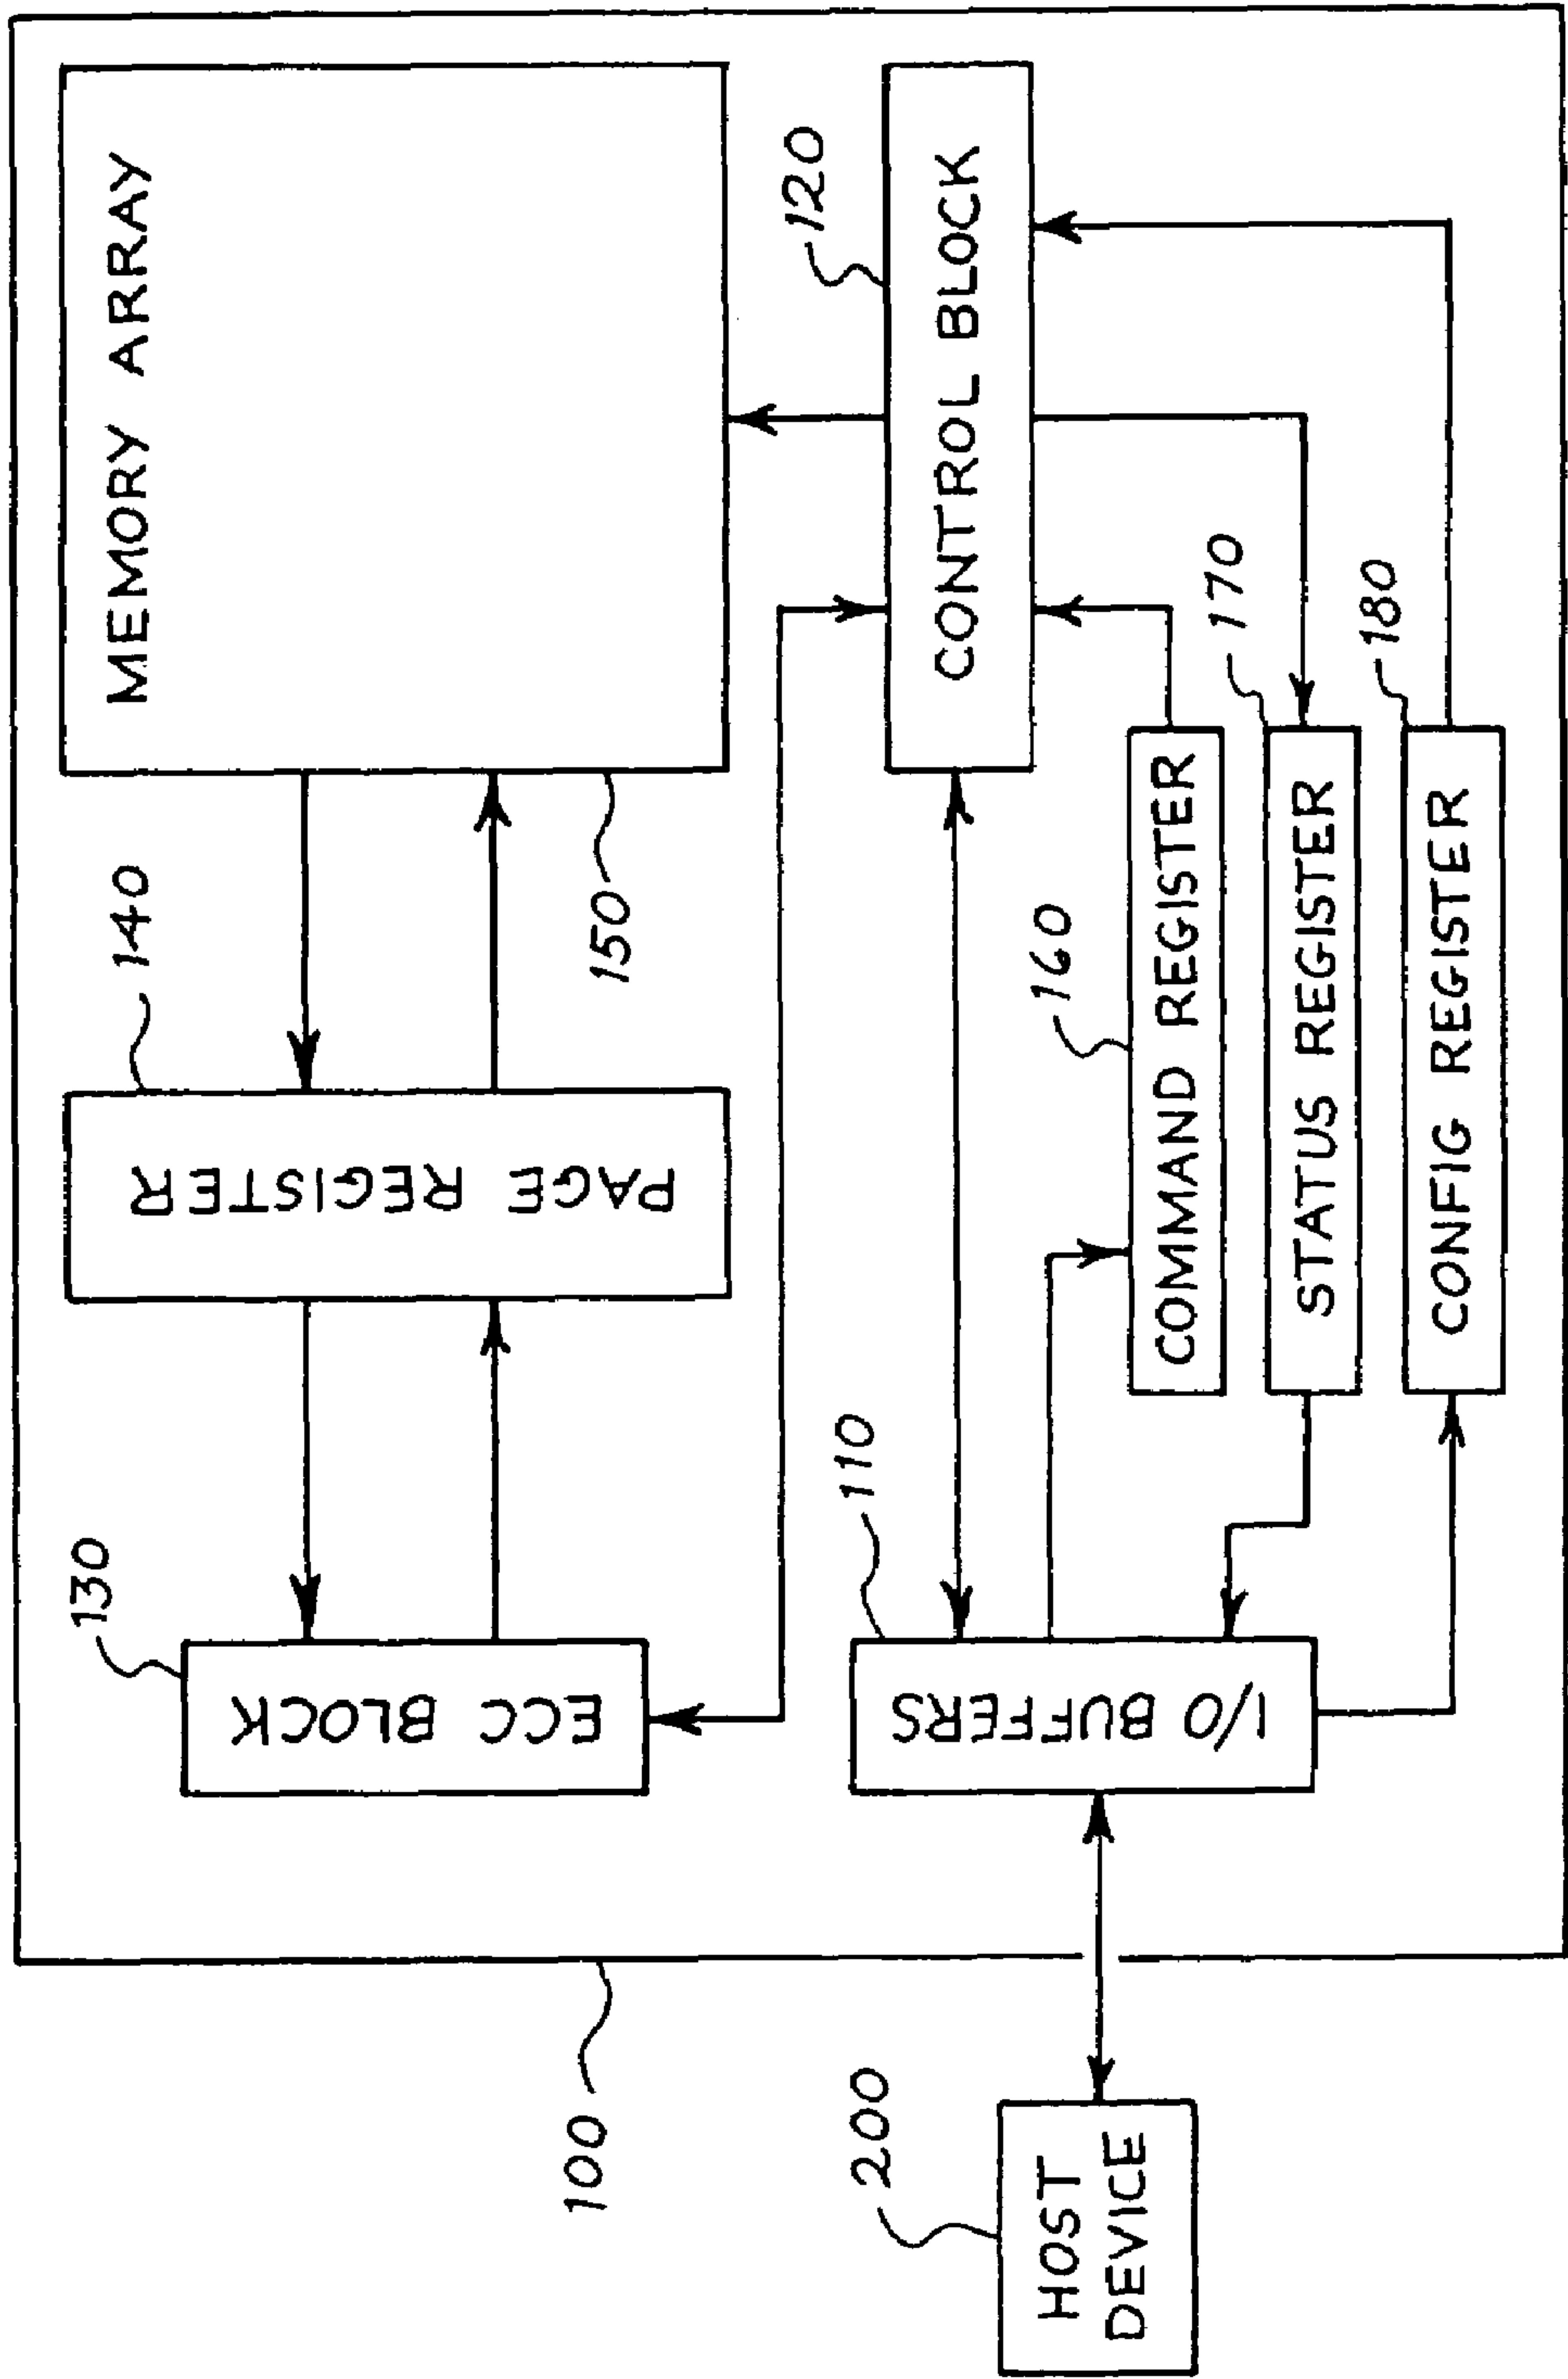 130
ECC BLOCK
140
PAGE REGISTER
MEMORY ARRAY
150
100
200
HOST
DEVICE
110
I/O BUFFERS
120
CONTROL BLOCK
160
COMMAND REGISTER
170
STATUS REGISTER
180
CONFIG REGISTER